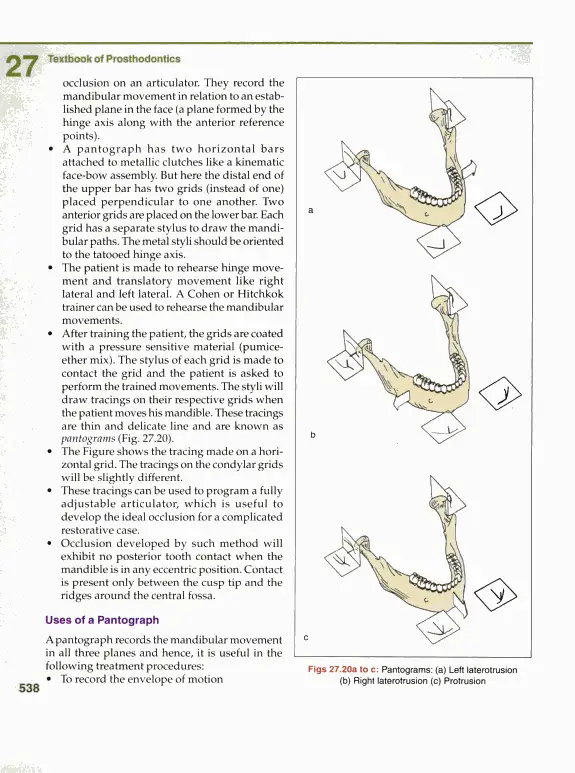 27
Textbook of Prosthodontics
occlusion on an articulator. They record the
mandibular movement in relation to an estab-
lished plane in the face (a plane formed by the
hinge axis along with the anterior reference
points).
• A pantograph has two horizontal bars
attached to metallic clutches like a kinematic
face-bow assembly. But here the distal end of
the upper bar has two grids (instead of one)
placed perpendicular to one another. Two
anterior grids are placed on the lower bar. Each
grid has a separate stylus to draw the mandi-
bular paths. The metal styli should be oriented
to the tatooed hinge axis.
• The patient is made to rehearse hinge move-
ment and translatory movement like right
lateral and left lateral. A Cohen or Hitchkok
trainer can be used to rehearse the mandibular
movements.
• After training the patient, the grids are coated
with a pressure sensitive material (pumice-
ether mix). The stylus of each grid is made to
contact the grid and the patient is asked to
perform the trained movements. The styli will
draw tracings on their respective grids when
the patient moves his mandible. These tracings
are thin and delicate line and are known as
pantograms (Fig. 27.20).
• The Figure shows the tracing made on a hori-
zontal grid. The tracings on the condylar grids
will be slightly different.
• These tracings can be used to program a fully
adjustable articulator, which is useful to
develop the ideal occlusion for a complicated
restorative case.
• Occlusion developed by such method will
exhibit no posterior tooth contact when the
mandible is in any eccentric position. Contact
is present only between the cusp tip and the
ridges around the central fossa.
Uses of a Pantograph
A pantograph records the mandibular movement
in all three planes and hence, it is useful in the
following treatment procedures:
• To record the envelope of motion
538
a
b
c
Figs 27.20a to c: Pantograms: (a) Left laterotrusion
(b) Right laterotrusion (c) Protrusion